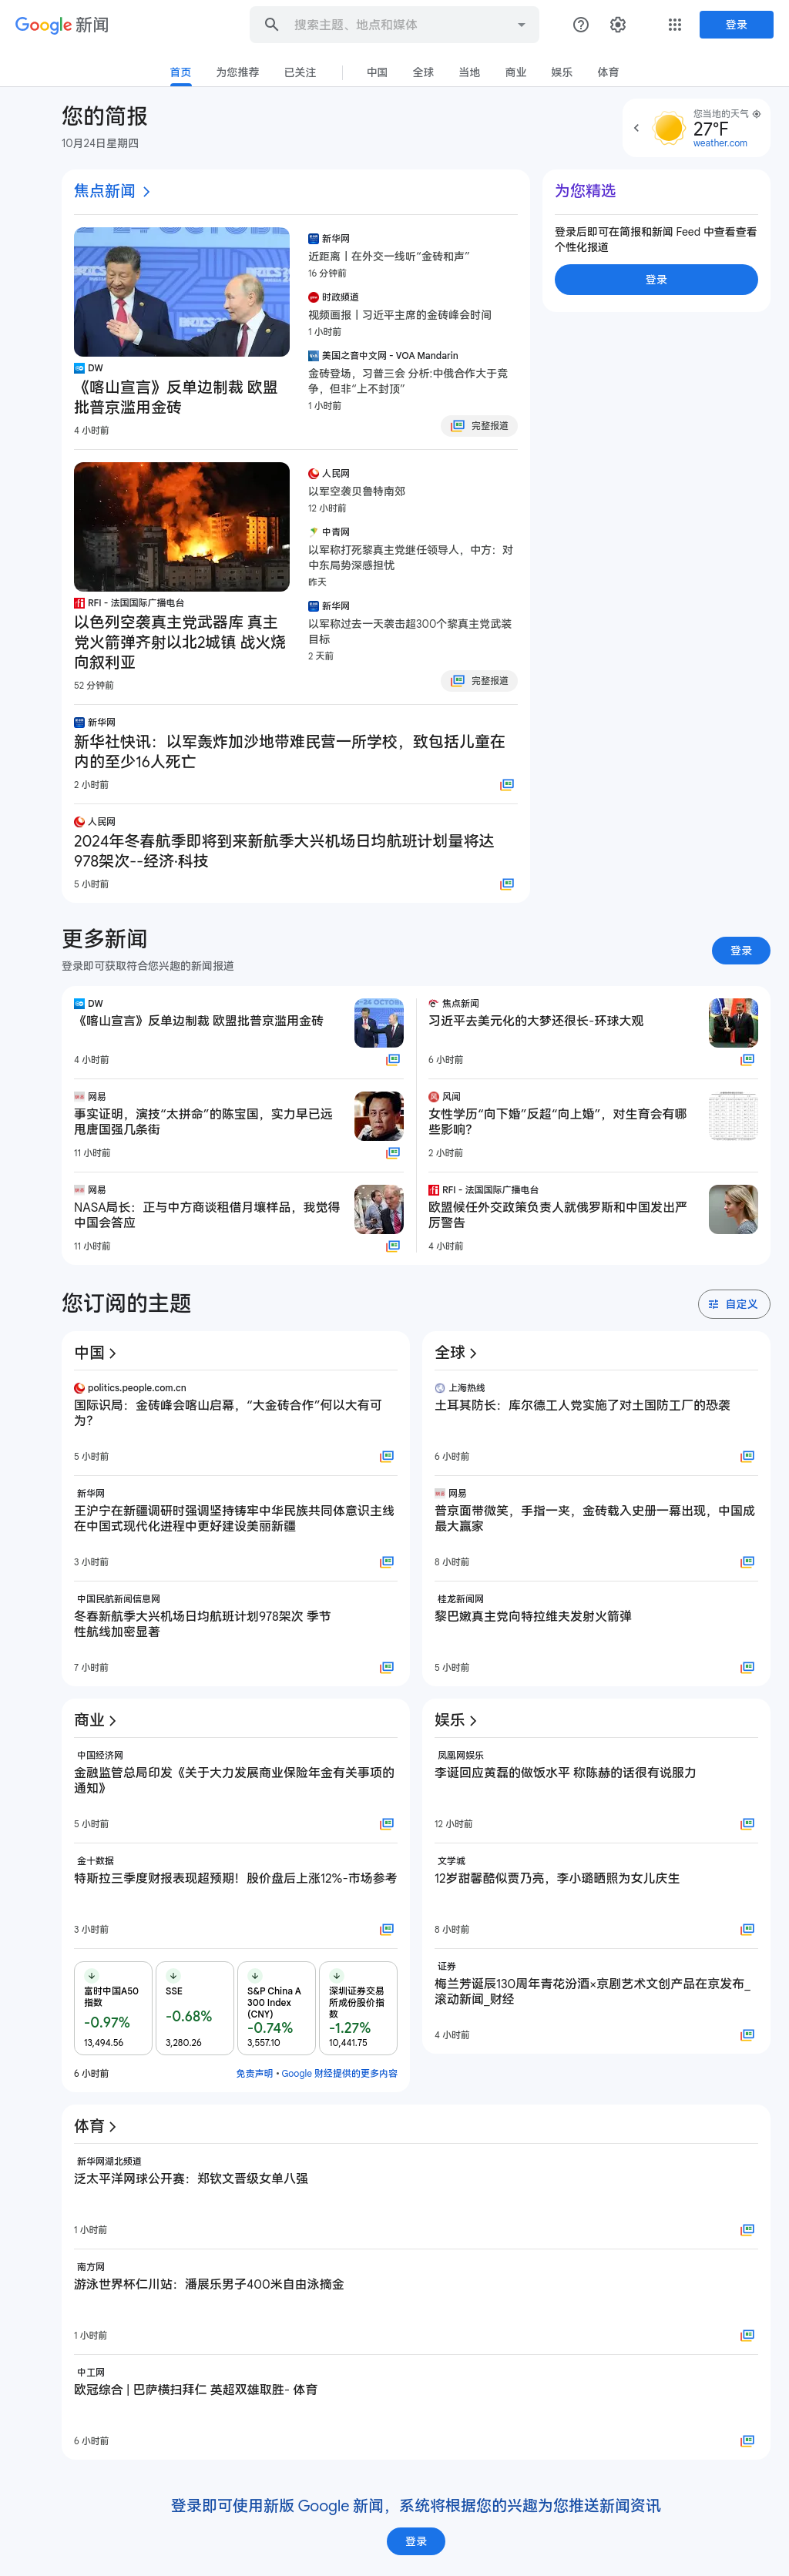 Google 新闻
搜索主题、地点和媒体
登录
首页
为您推荐
已关注
中国
全球
当地
商业
娱乐
体育
您的简报
10月24日星期四
您当地的天气
27°F
weather.com
焦点新闻
DW
《喀山宣言》反单边制裁 欧盟
批普京滥用金砖
4 小时前
新华网
近距离丨在外交一线听“金砖和声”
16 分钟前
时政频道
视频画报丨习近平主席的金砖峰会时间
1 小时前
美国之音中文网 - VOA Mandarin
金砖登场，习普三会 分析:中俄合作大于竞
争，但非“上不封顶”
1 小时前
完整报道
RFI - 法国国际广播电台
以色列空袭真主党武器库 真主
党火箭弹齐射以北2城镇 战火烧
向叙利亚
52 分钟前
人民网
以军空袭贝鲁特南郊
12 小时前
中青网
以军称打死黎真主党继任领导人，中方：对
中东局势深感担忧
昨天
新华网
以军称过去一天袭击超300个黎真主党武装
目标
2 天前
完整报道
新华网
新华社快讯：以军轰炸加沙地带难民营一所学校，致包括儿童在
内的至少16人死亡
2 小时前
人民网
2024年冬春航季即将到来新航季大兴机场日均航班计划量将达
978架次--经济·科技
5 小时前
为您精选
登录后即可在简报和新闻 Feed 中查看查看
个性化报道
登录
更多新闻
登录即可获取符合您兴趣的新闻报道
登录
DW
《喀山宣言》反单边制裁 欧盟批普京滥用金砖
4 小时前
焦点新闻
习近平去美元化的大梦还很长-环球大观
6 小时前
网易
事实证明，演技“太拼命”的陈宝国，实力早已远
甩唐国强几条街
11 小时前
风闻
女性学历“向下婚”反超“向上婚”，对生育会有哪
些影响？
2 小时前
网易
NASA局长：正与中方商谈租借月壤样品，我觉得
中国会答应
11 小时前
RFI - 法国国际广播电台
欧盟候任外交政策负责人就俄罗斯和中国发出严
厉警告
4 小时前
您订阅的主题
自定义
中国
politics.people.com.cn
国际识局：金砖峰会喀山启幕，“大金砖合作”何以大有可
为？
5 小时前
新华网
王沪宁在新疆调研时强调坚持铸牢中华民族共同体意识主线
在中国式现代化进程中更好建设美丽新疆
3 小时前
中国民航新闻信息网
冬春新航季大兴机场日均航班计划978架次 季节
性航线加密显著
7 小时前
全球
上海热线
土耳其防长：库尔德工人党实施了对土国防工厂的恐袭
6 小时前
网易
普京面带微笑，手指一夹，金砖载入史册一幕出现，中国成
最大赢家
8 小时前
桂龙新闻网
黎巴嫩真主党向特拉维夫发射火箭弹
5 小时前
商业
中国经济网
金融监管总局印发《关于大力发展商业保险年金有关事项的
通知》
5 小时前
金十数据
特斯拉三季度财报表现超预期！股价盘后上涨12%-市场参考
3 小时前
富时中国A50
指数
-0.97%
13,494.56
SSE
-0.68%
3,280.26
S&P China A
300 Index
(CNY)
-0.74%
3,557.10
深圳证券交易
所成份股价指
数
-1.27%
10,441.75
6 小时前
免责声明 • Google 财经提供的更多内容
娱乐
凤凰网娱乐
李诞回应黄磊的做饭水平 称陈赫的话很有说服力
12 小时前
文学城
12岁甜馨酷似贾乃亮，李小璐晒照为女儿庆生
8 小时前
证券
梅兰芳诞辰130周年青花汾酒×京剧艺术文创产品在京发布_
滚动新闻_财经
4 小时前
体育
新华网湖北频道
泛太平洋网球公开赛：郑钦文晋级女单八强
1 小时前
南方网
游泳世界杯仁川站：潘展乐男子400米自由泳摘金
1 小时前
中工网
欧冠综合 | 巴萨横扫拜仁 英超双雄取胜- 体育
6 小时前
登录即可使用新版 Google 新闻，系统将根据您的兴趣为您推送新闻资讯
登录